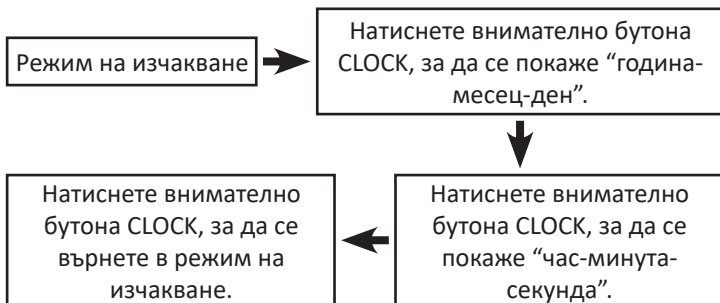 Режим на изчакване
Натиснете внимателно бутона
CLOCK, за да се покаже “година-
месец-ден”.
Натиснете внимателно
бутона CLOCK, за да се
покаже “час-минута-
секунда”.
Натиснете внимателно
бутона CLOCK, за да се
върнете в режим на
изчакване.